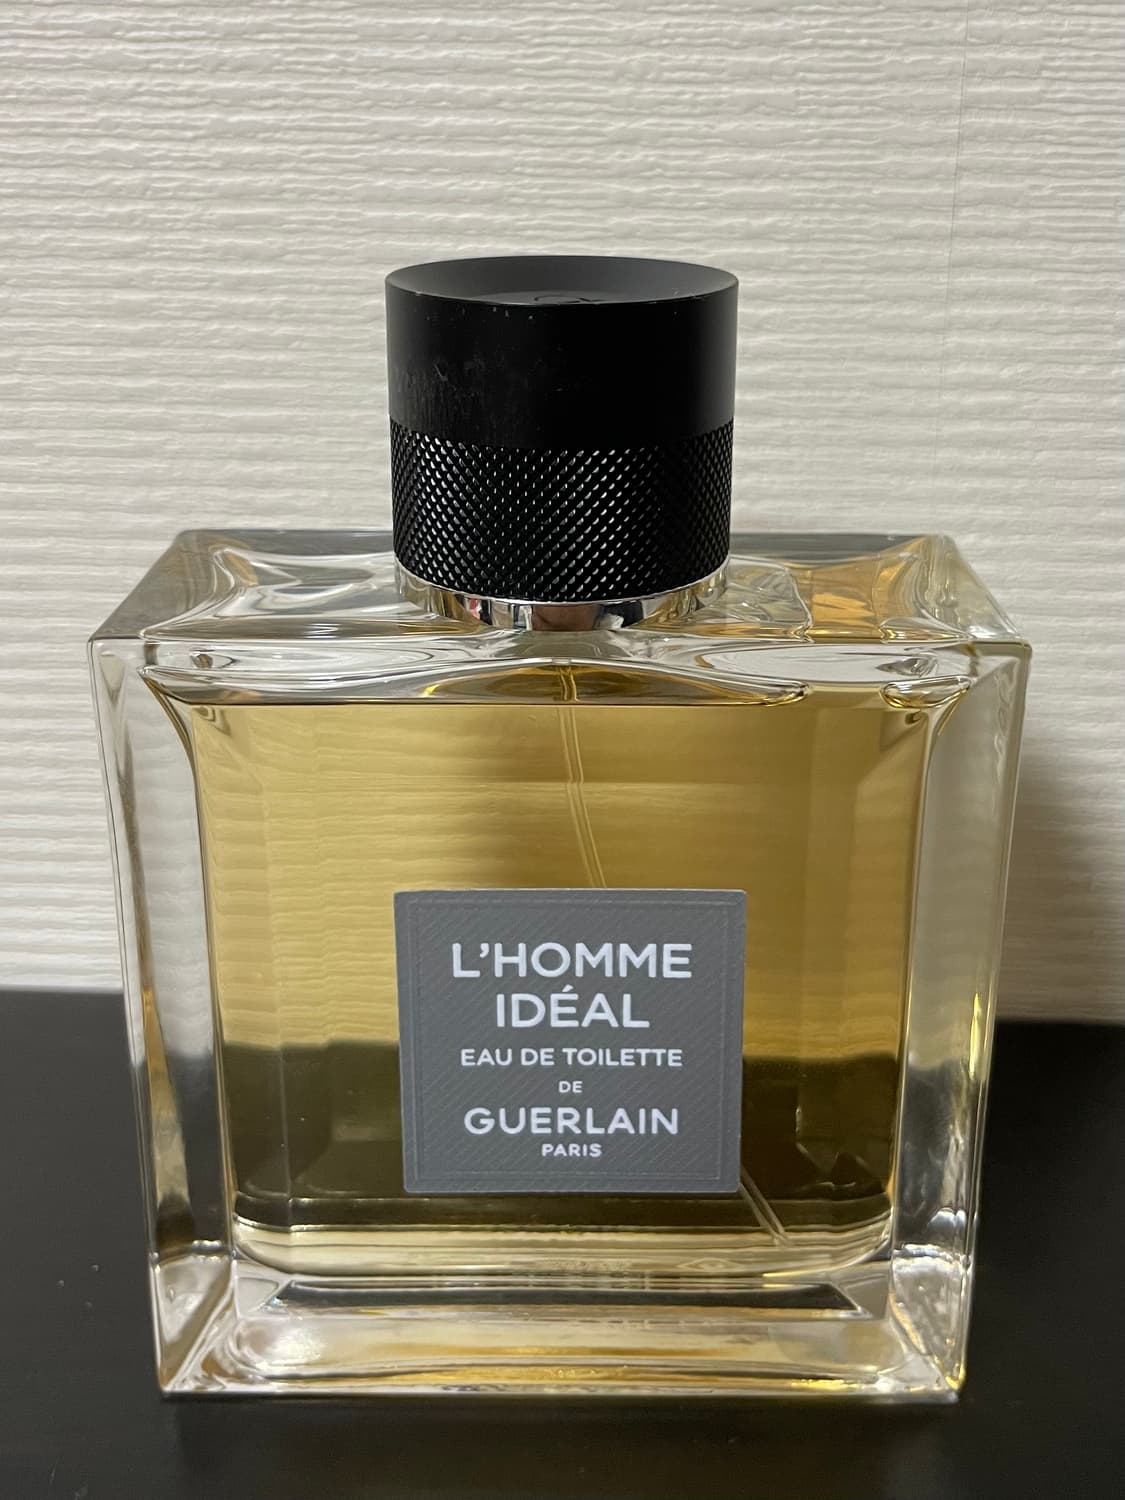 L'HOMME
IDÉAL
EAU DE TOILETTE
DE
GUERLAIN
PARIS